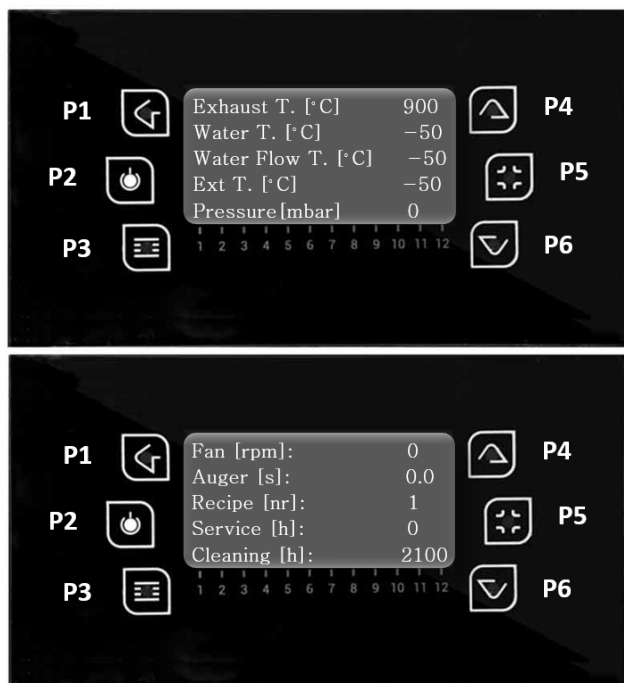 P1
Exhaust T. [°C] 900
P4
Water T. [°C] -50
P2
Water Flow T. [°C] -50
P5
Ext T. [°C] -50
Pressure[mbar] 0
P3
1 2 3 4 5 6 7 8 9 10 11 12
P6
P1
Fan [rpm]: 0
P4
Auger [s]: 0.0
P2
Recipe [nr]: 1
P5
Service [h]: 0
Cleaning [h]: 2100
P3
1 2 3 4 5 6 7 8 9 10 11 12
P6